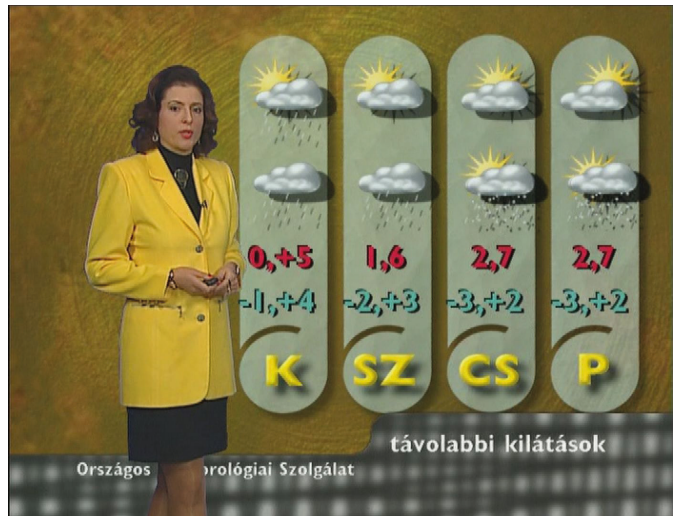 0,+5 1,6 2,7 2,7
-1,+4 -2,+3 -3,+2 -3,+2
K SZ CS P
távolabbi kilátások
Országos orológiai Szolgálat